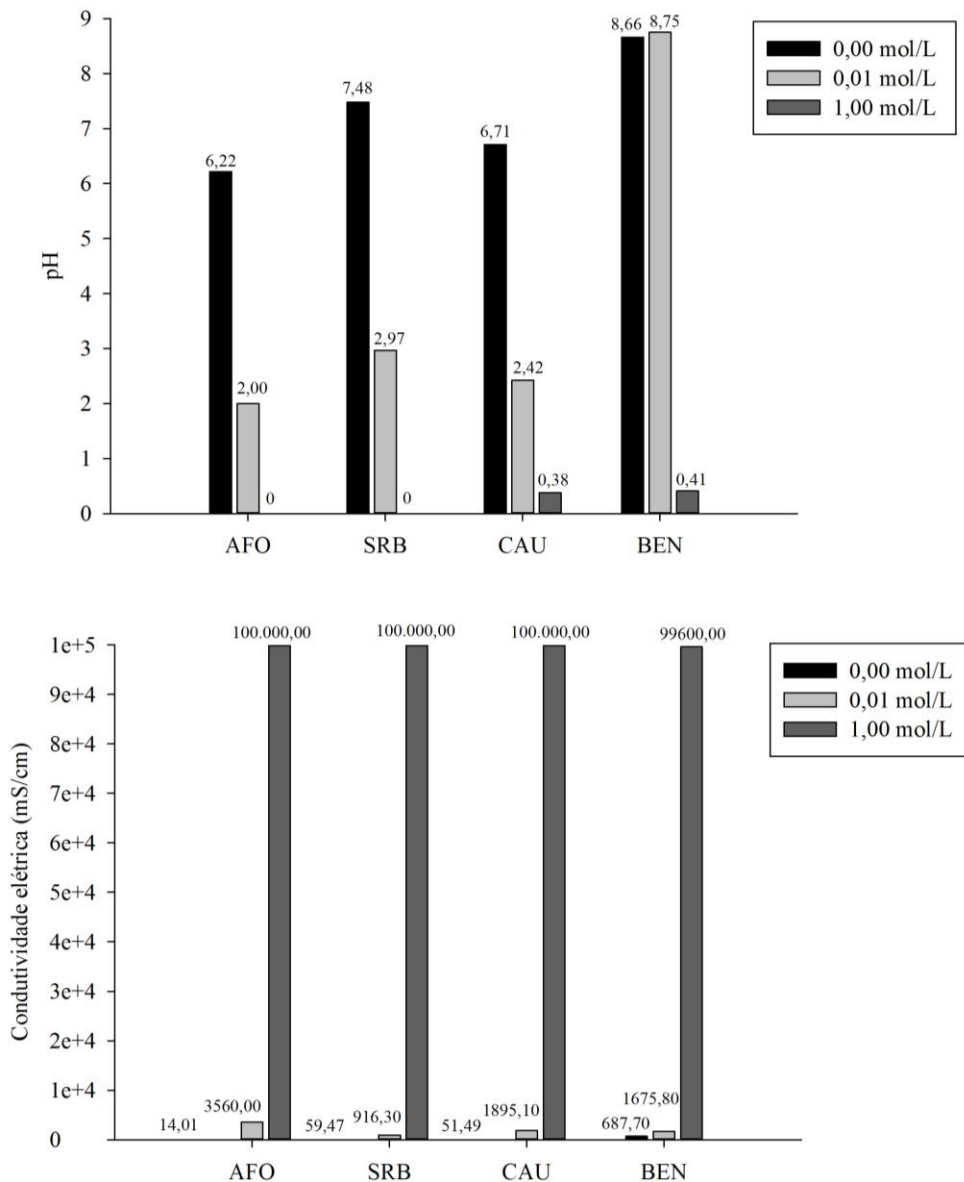 9
8
7
6
5
4
3
2
1
0
pH
6,22
2,00
0
7,48
2,97
0
6,71
2,42
0,38
8,66
8,75
0,41
AFO
SRB
CAU
BEN
0,00 mol/L
0,01 mol/L
1,00 mol/L
1e+5
9e+4
8e+4
7e+4
6e+4
5e+4
4e+4
3e+4
2e+4
1e+4
0
Condutividade elétrica (mS/cm)
14,01
3560,00
100.000,00
59,47
916,30
100.000,00
51,49
1895,10
100.000,00
687,70
1675,80
99600,00
AFO
SRB
CAU
BEN
0,00 mol/L
0,01 mol/L
1,00 mol/L